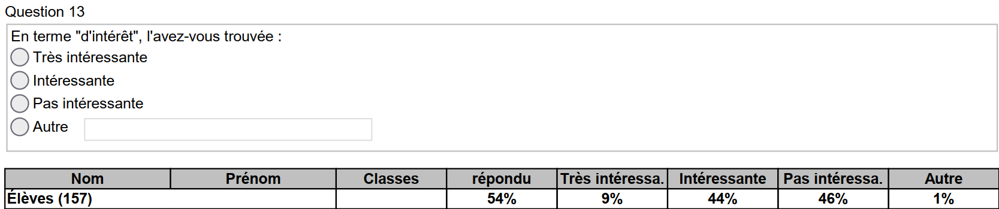 Question 13
En terme "d'intérêt", l'avez-vous trouvée :
Très intéressante
Intéressante
Pas intéressante
Autre
Nom Prénom Classes répondu Très intéressa. Intéressante Pas intéressa. Autre
Élèves (157) 54% 9% 44% 46% 1%